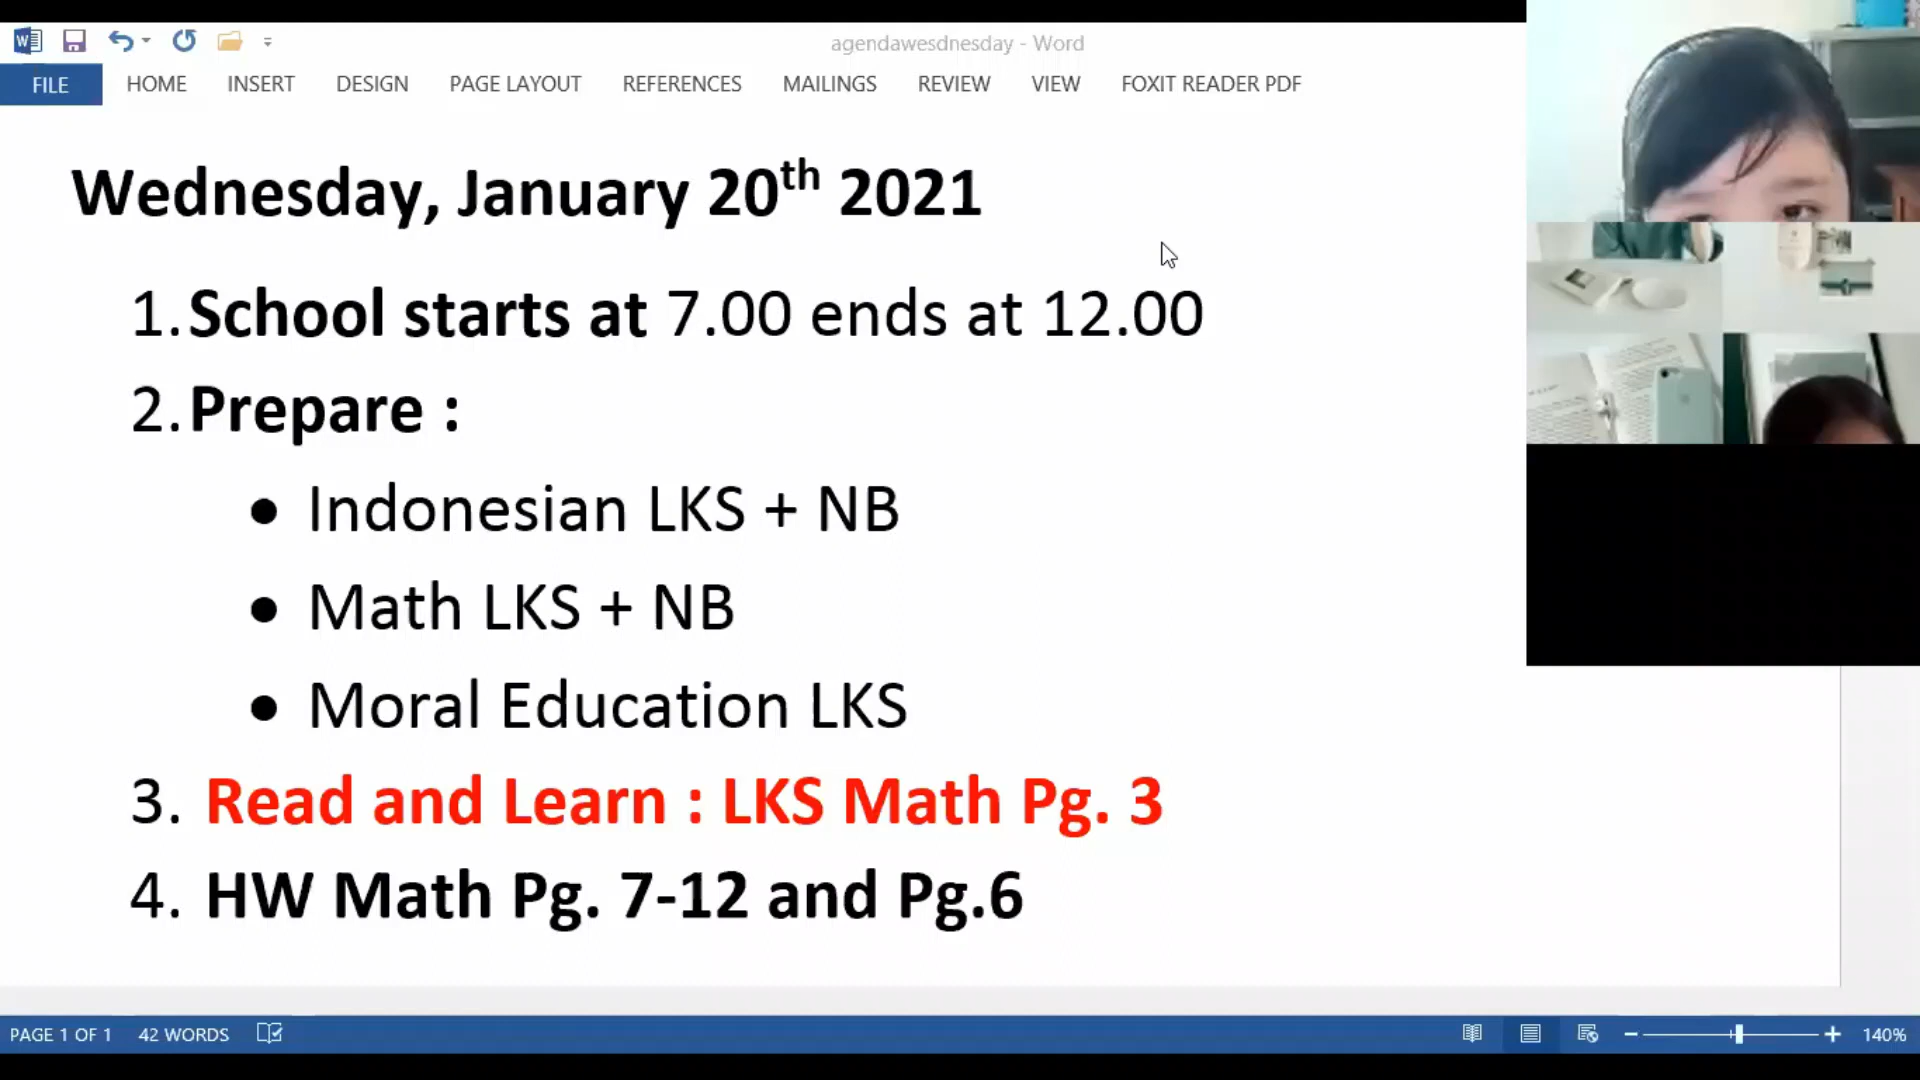 agendawesdnesday - Word
FILE HOME INSERT DESIGN PAGE LAYOUT REFERENCES MAILINGS REVIEW VIEW FOXIT READER PDF
Wednesday, January 20th 2021
1. School starts at 7.00 ends at 12.00
2. Prepare :
● Indonesian LKS + NB
● Math LKS + NB
● Moral Education LKS
3. Read and Learn : LKS Math Pg. 3
4. HW Math Pg. 7-12 and Pg.6
PAGE 1 OF 1 42 WORDS 140%